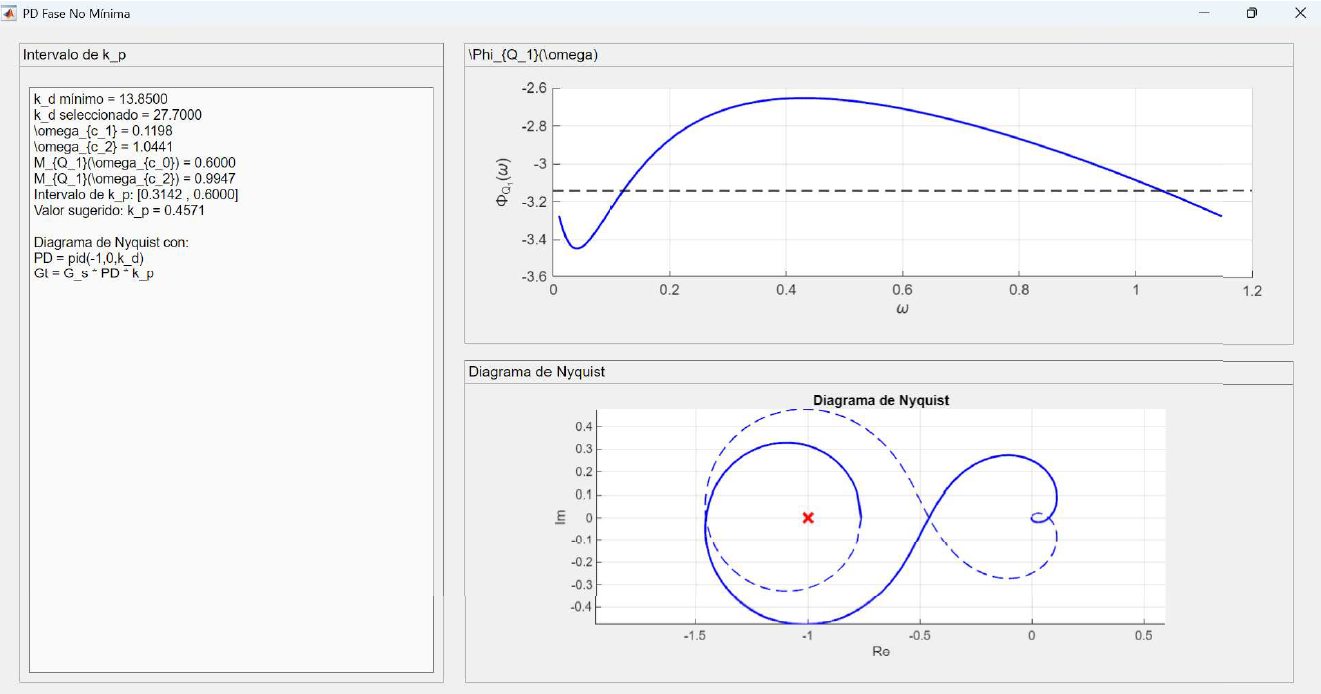 PD Fase No Mínima
Intervalo de k_p
k_d mínimo = 13.8500
k_d seleccionado = 27.7000
\omega_{c_1} = 0.1198
\omega_{c_2} = 1.0441
M_{Q_1}(\omega_{c_0}) = 0.6000
M_{Q_1}(\omega_{c_2}) = 0.9947
Intervalo de k_p: [0.3142 , 0.6000]
Valor sugerido: k_p = 0.4571
Diagrama de Nyquist con:
PD = pid(-1,0,k_d)
Gt = G_s * PD * k_p
\Phi_{Q_1}(\omega)
-2.6
-2.8
-3
-3.2
-3.4
-3.6
Φ_{Q_1}(ω)
0 0.2 0.4 0.6 0.8 1 1.2
ω
Diagrama de Nyquist
Diagrama de Nyquist
0.4
0.3
0.2
0.1
0
-0.1
-0.2
-0.3
-0.4
Im
-1.5 -1 -0.5 0 0.5
Re